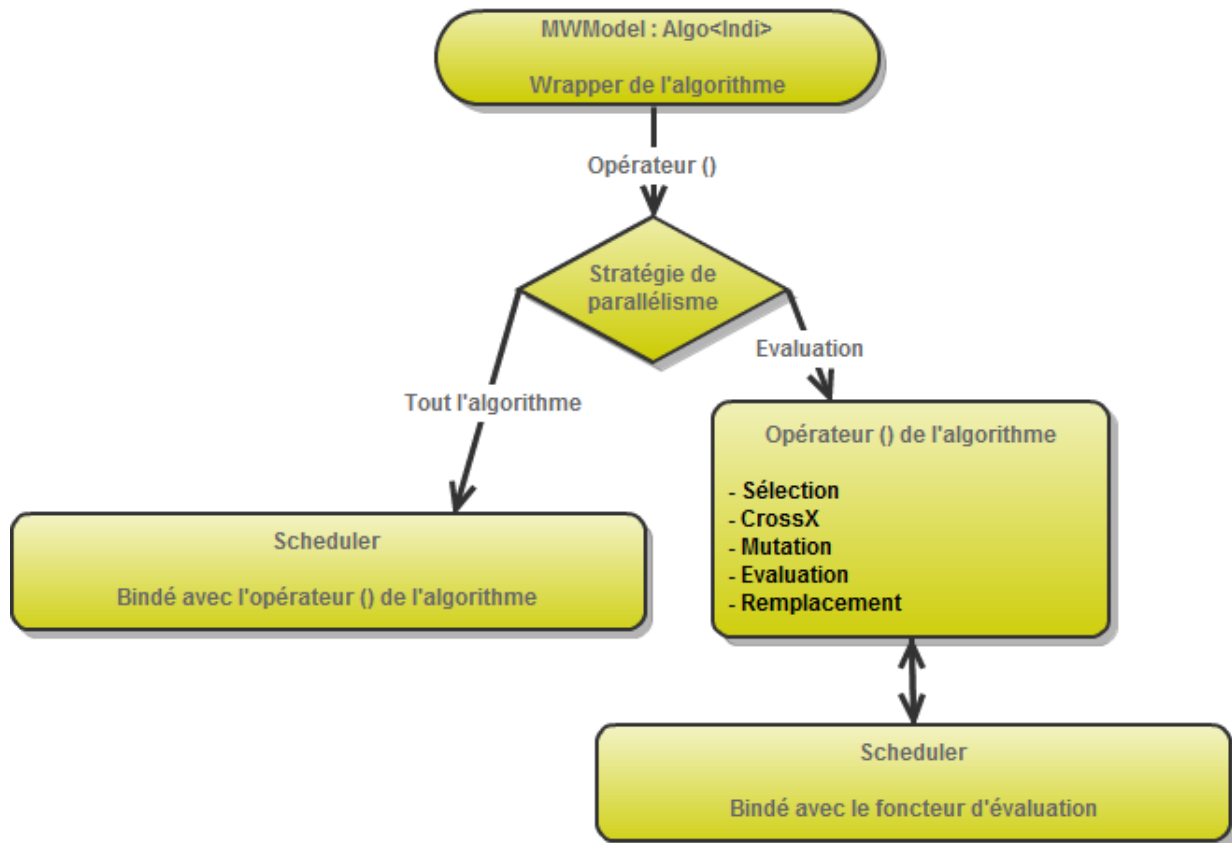 MWModel : Algo<Indi>
Wrapper de l'algorithme
Opérateur ()
Stratégie de
parallélisme
Evaluation
Tout l'algorithme
Opérateur () de l'algorithme
- Sélection
- CrossX
- Mutation
- Evaluation
- Remplacement
Scheduler
Bindé avec l'opérateur () de l'algorithme
Scheduler
Bindé avec le foncteur d'évaluation